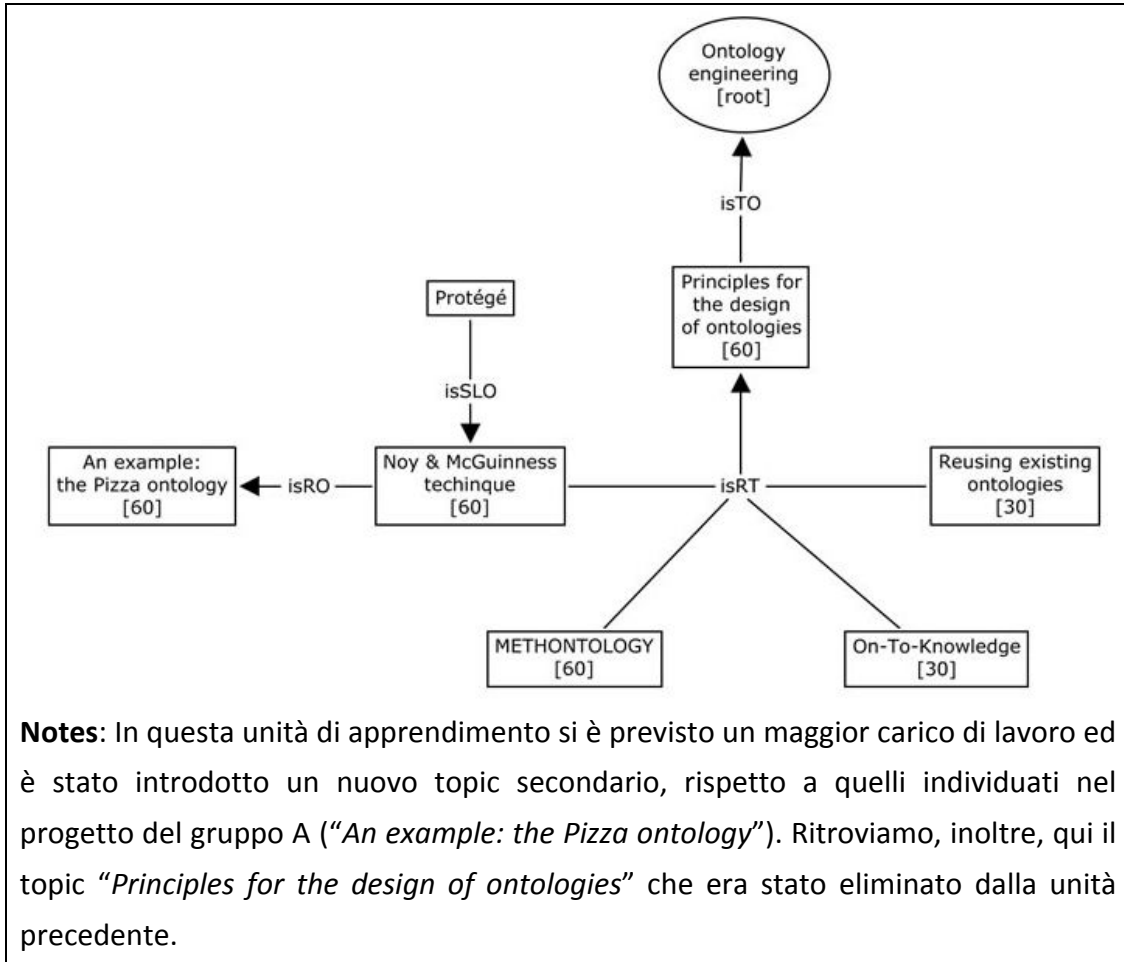 Ontology
engineering
[root]
isTO
Principles for
the design
of ontologies
[60]
Protégé
isSLO
An example:
the Pizza ontology
[60]
isRO
Noy & McGuinness
techinque
[60]
isRT
Reusing existing
ontologies
[30]
METHONTOLOGY
[60]
On-To-Knowledge
[30]
Notes: In questa unità di apprendimento si è previsto un maggior carico di lavoro ed
è stato introdotto un nuovo topic secondario, rispetto a quelli individuati nel
progetto del gruppo A (“An example: the Pizza ontology”). Ritroviamo, inoltre, qui il
topic “Principles for the design of ontologies” che era stato eliminato dalla unità
precedente.